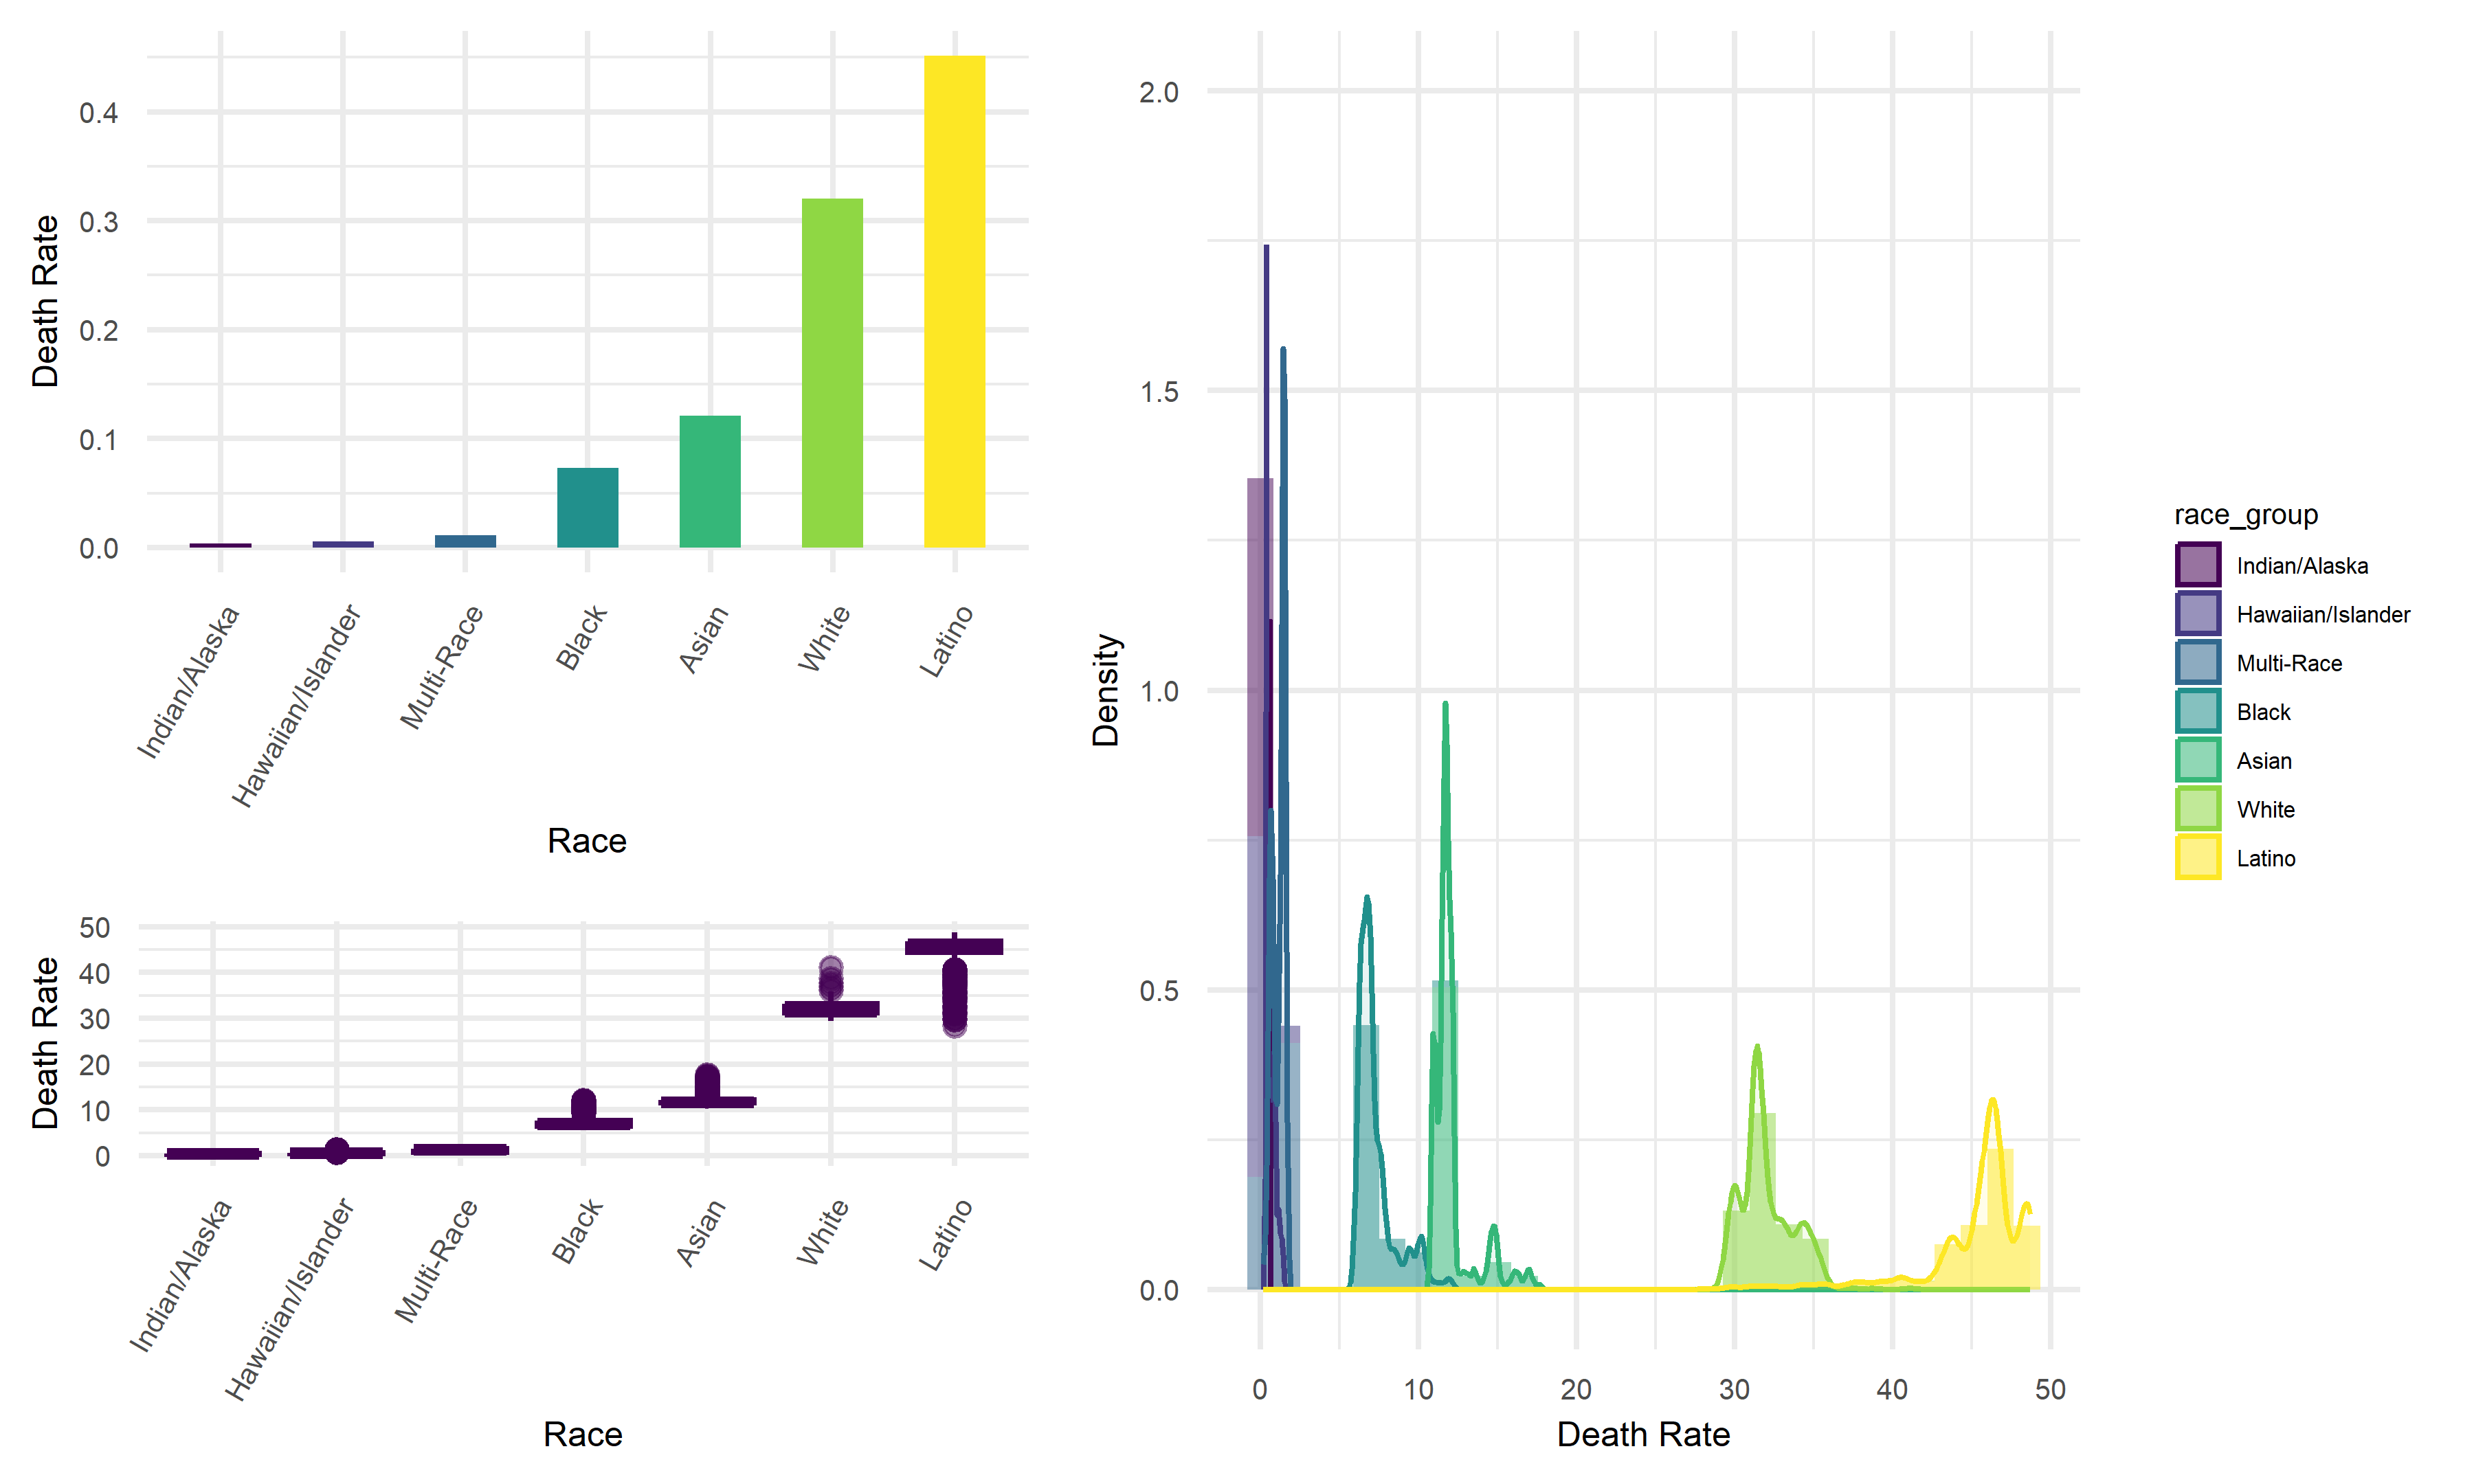 Death Rate
0.4
0.3
0.2
0.1
0.0
Indian/Alaska
Hawaiian/Islander
Multi-Race
Black
Asian
White
Latino
Race
Death Rate
50
40
30
20
10
0
Indian/Alaska
Hawaiian/Islander
Multi-Race
Black
Asian
White
Latino
Race
Density
2.0
1.5
1.0
0.5
0.0
0
10
20
30
40
50
Death Rate
race_group
Indian/Alaska
Hawaiian/Islander
Multi-Race
Black
Asian
White
Latino